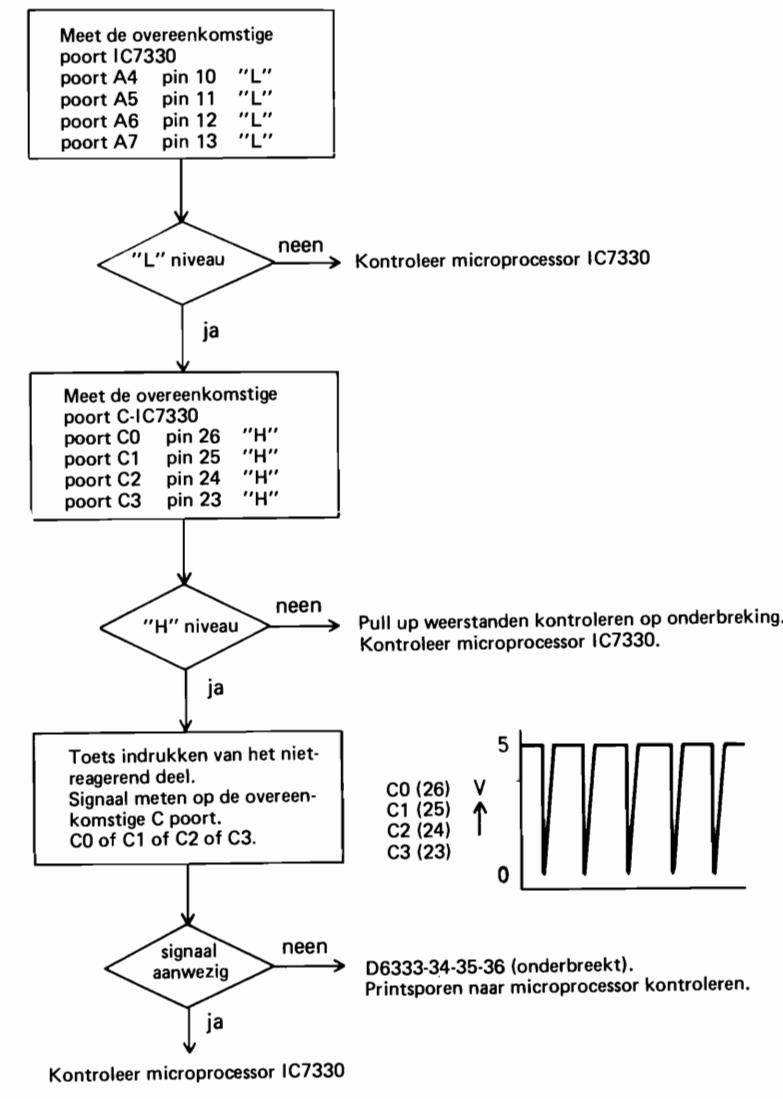 Meet de overeenkomstige
poort IC7330
poort A4 pin 10 "L"
poort A5 pin 11 "L"
poort A6 pin 12 "L"
poort A7 pin 13 "L"
"L" niveau
neen
Kontroleer microprocessor IC7330
ja
Meet de overeenkomstige
poort C-IC7330
poort C0 pin 26 "H"
poort C1 pin 25 "H"
poort C2 pin 24 "H"
poort C3 pin 23 "H"
"H" niveau
neen
Pull up weerstanden kontroleren op onderbreking.
Kontroleer microprocessor IC7330.
ja
Toets indrukken van het niet-
reagerend deel.
Signaal meten op de overeen-
komstige C poort.
C0 of C1 of C2 of C3.
C0 (26) V
C1 (25)
C2 (24)
C3 (23)
5
0
signaal
aanwezig
neen
D6333-34-35-36 (onderbreekt).
Printsporen naar microprocessor kontroleren.
ja
Kontroleer microprocessor IC7330